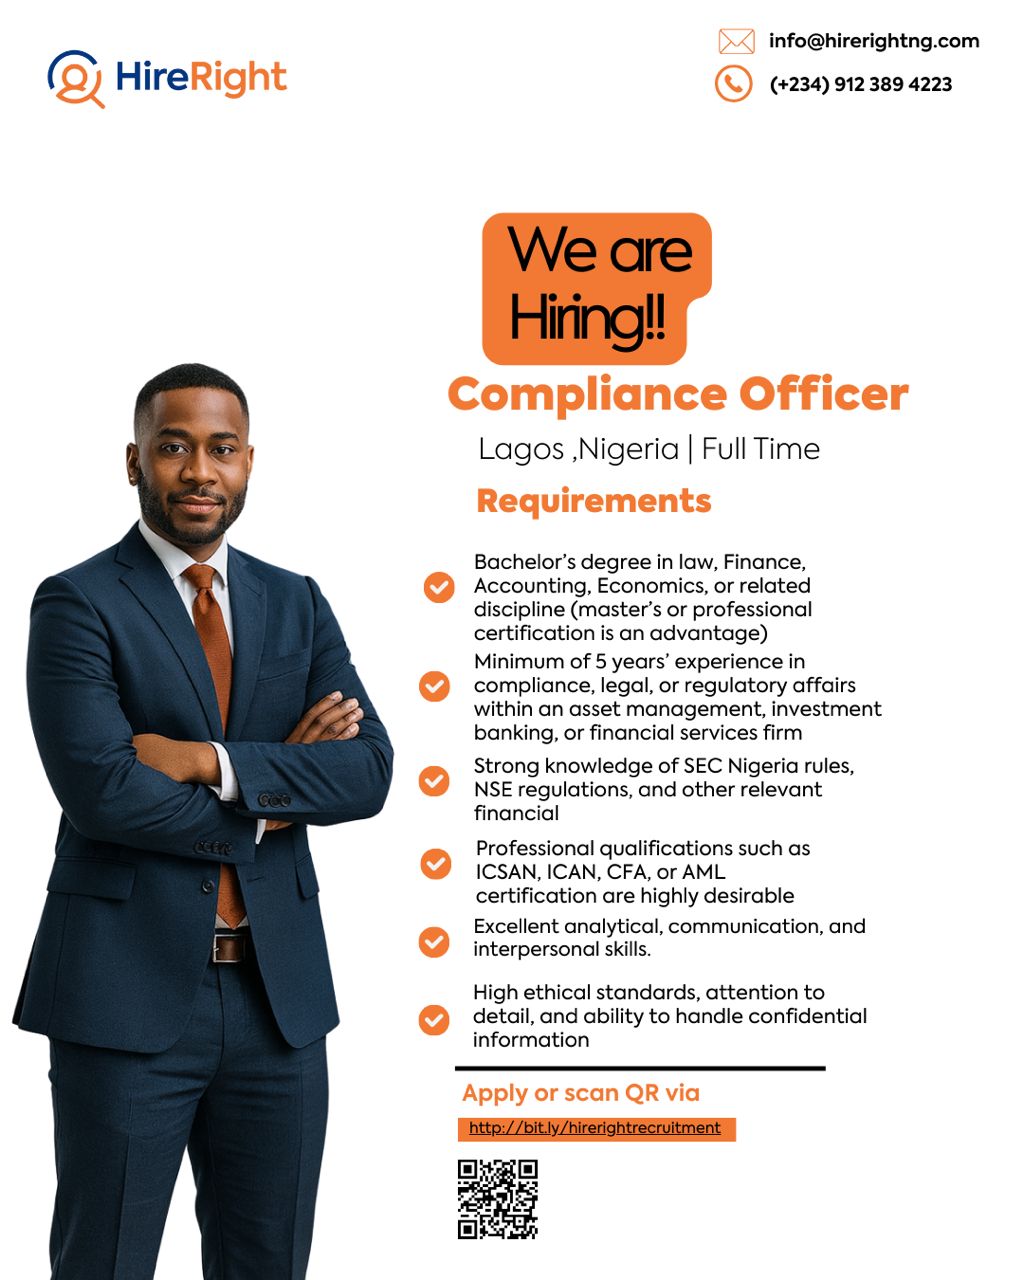 HireRight
info@hirerightng.com
(+234) 912 389 4223
We are
Hiring!!
Compliance Officer
Lagos ,Nigeria | Full Time
Requirements
Bachelor’s degree in law, Finance,
Accounting, Economics, or related
discipline (master’s or professional
certification is an advantage)
Minimum of 5 years’ experience in
compliance, legal, or regulatory affairs
within an asset management, investment
banking, or financial services firm
Strong knowledge of SEC Nigeria rules,
NSE regulations, and other relevant
financial
Professional qualifications such as
ICSAN, ICAN, CFA, or AML
certification are highly desirable
Excellent analytical, communication, and
interpersonal skills.
High ethical standards, attention to
detail, and ability to handle confidential
information
Apply or scan QR via
http://bit.ly/hirerightrecruitment